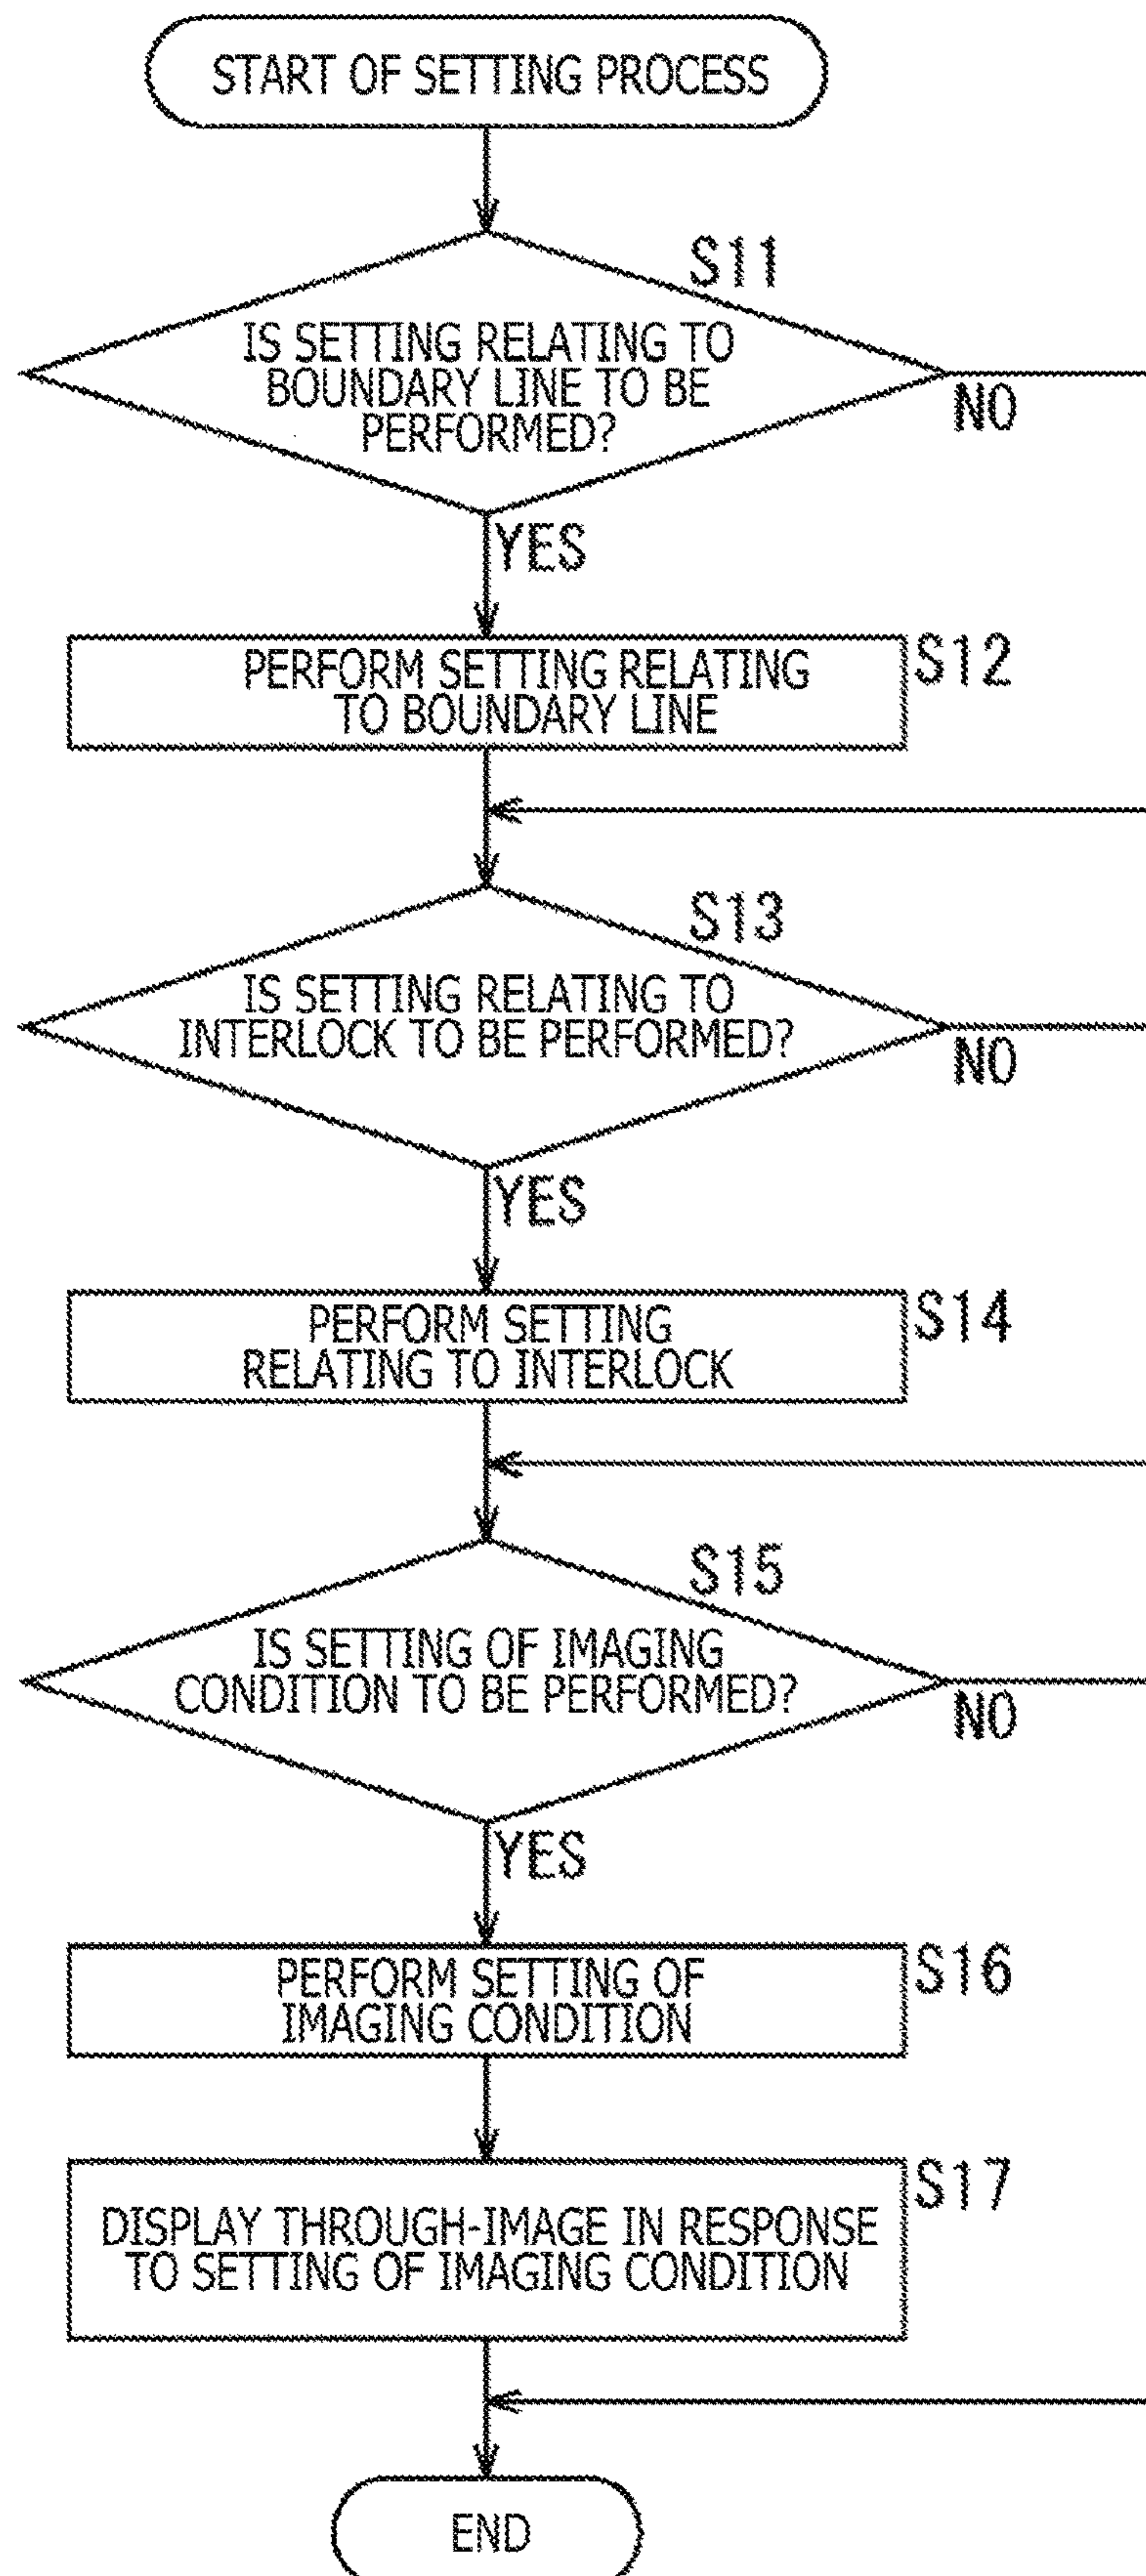 START OF SETTING PROCESS
S11
IS SETTING RELATING TO
BOUNDARY LINE TO BE
PERFORMED?
NO
YES
S12
PERFORM SETTING RELATING
TO BOUNDARY LINE
S13
IS SETTING RELATING TO
INTERLOCK TO BE PERFORMED?
NO
YES
S14
PERFORM SETTING
RELATING TO INTERLOCK
S15
IS SETTING OF IMAGING
CONDITION TO BE PERFORMED?
NO
YES
S16
PERFORM SETTING OF
IMAGING CONDITION
S17
DISPLAY THROUGH-IMAGE IN RESPONSE
TO SETTING OF IMAGING CONDITION
END